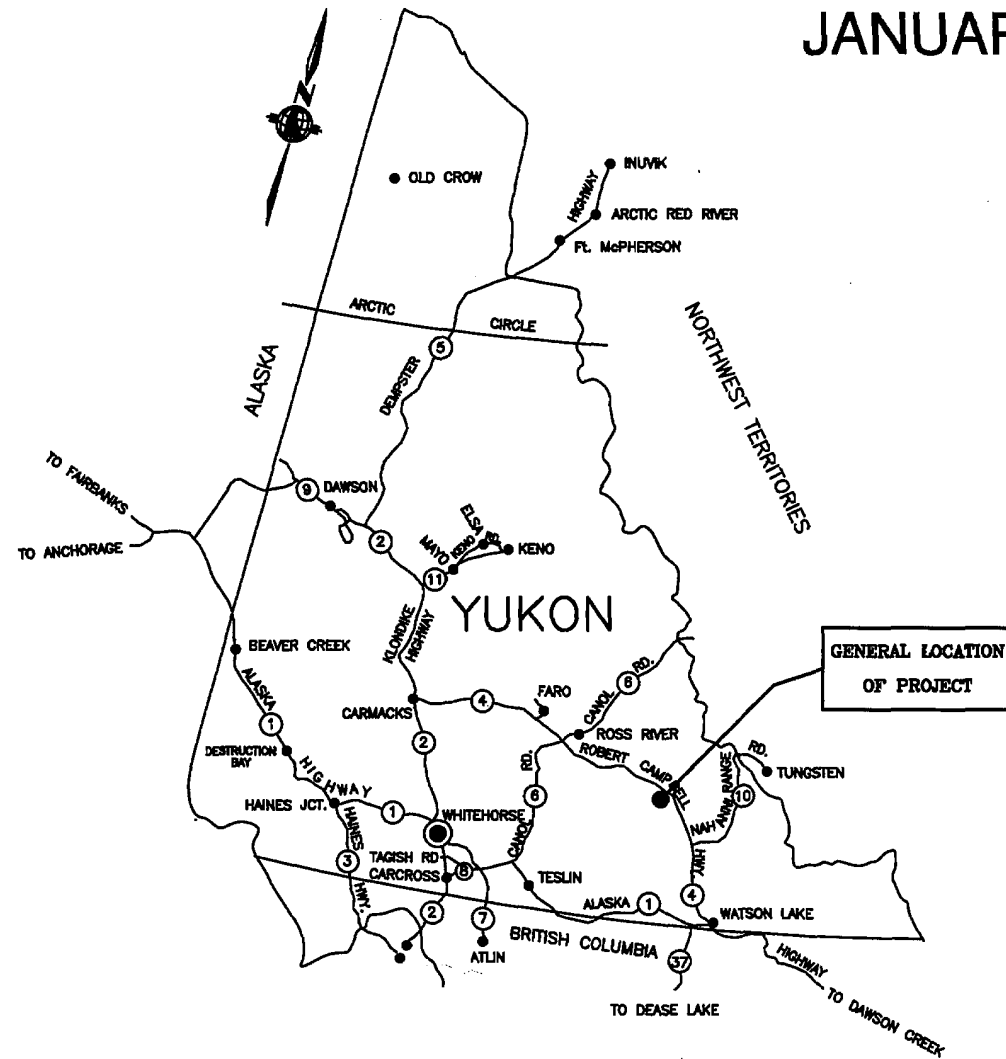 JANUAR
N
OLD CROW
INUVIK
HIGHWAY
ARCTIC RED RIVER
Ft. McPHERSON
ARCTIC CIRCLE
5
DEMPSTER
ALASKA
NORTHWEST TERRITORIES
TO FAIRBANKS
TO ANCHORAGE
9
DAWSON
2
ELSA
MAYO
KENO RD.
KENO
11
YUKON
KLONDIKE
HIGHWAY
BEAVER CREEK
GENERAL LOCATION
OF PROJECT
CANOL RD.
6
FARO
4
CARMACKS
ALASKA
1
2
ROSS RIVER
ROBERT CAMPBELL
DESTRUCTION
BAY
HIGHWAY
TUNGSTEN
RD.
NAHANNI RANGE
10
HAINES JCT.
1
WHITEHORSE
CANOL RD.
6
HAINES
3
HWY.
TAGISH RD
8
CARCROSS
TESLIN
HWY
4
ALASKA
1
WATSON LAKE
2
7
ATLIN
BRITISH COLUMBIA
37
HIGHWAY
TO DEASE LAKE
TO DAWSON CREEK